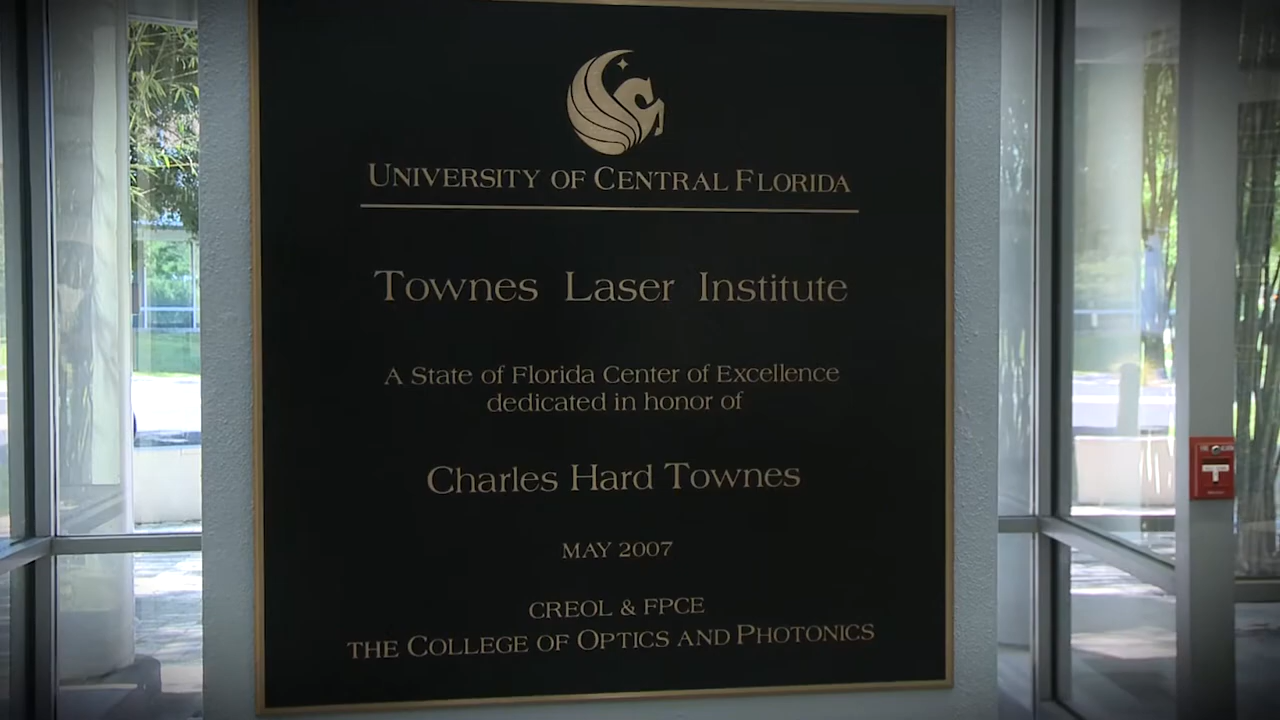 UNIVERSITY OF CENTRAL FLORIDA
Townes Laser Institute
A State of Florida Center of Excellence
dedicated in honor of
Charles Hard Townes
MAY 2007
CREOL & FPCE
THE COLLEGE OF OPTICS AND PHOTONICS